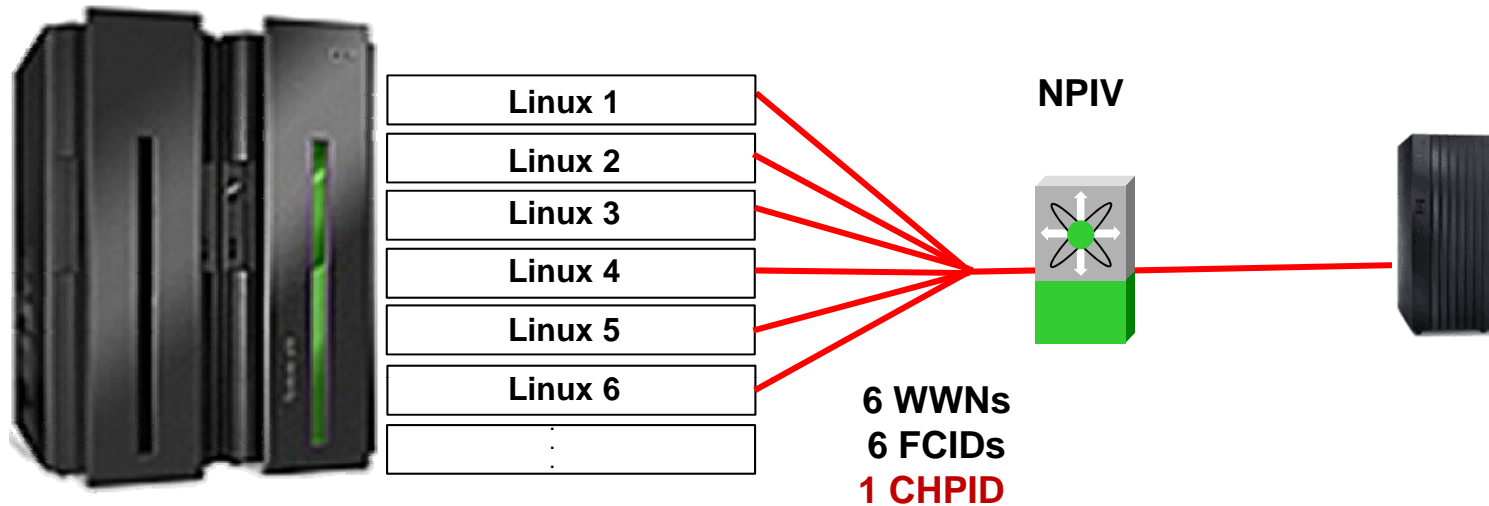 Linux 1
Linux 2
Linux 3
Linux 4
Linux 5
Linux 6
.
.
.
NPIV
6 WWNs
6 FCIDs
1 CHPID